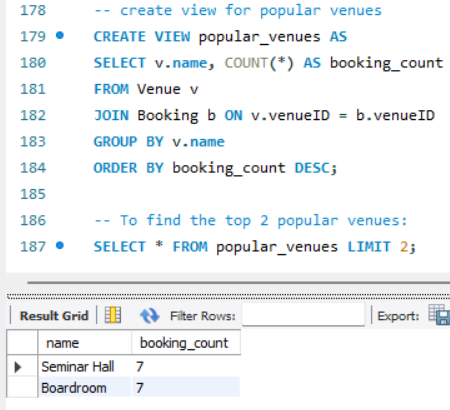 178 -- create view for popular venues
179 CREATE VIEW popular_venues AS
180 SELECT v.name, COUNT(*) AS booking_count
181 FROM Venue v
182 JOIN Booking b ON v.venueID = b.venueID
183 GROUP BY v.name
184 ORDER BY booking_count DESC;
185
186 -- To find the top 2 popular venues:
187 SELECT * FROM popular_venues LIMIT 2;
Result Grid Filter Rows: Export:
name booking_count
Seminar Hall 7
Boardroom 7